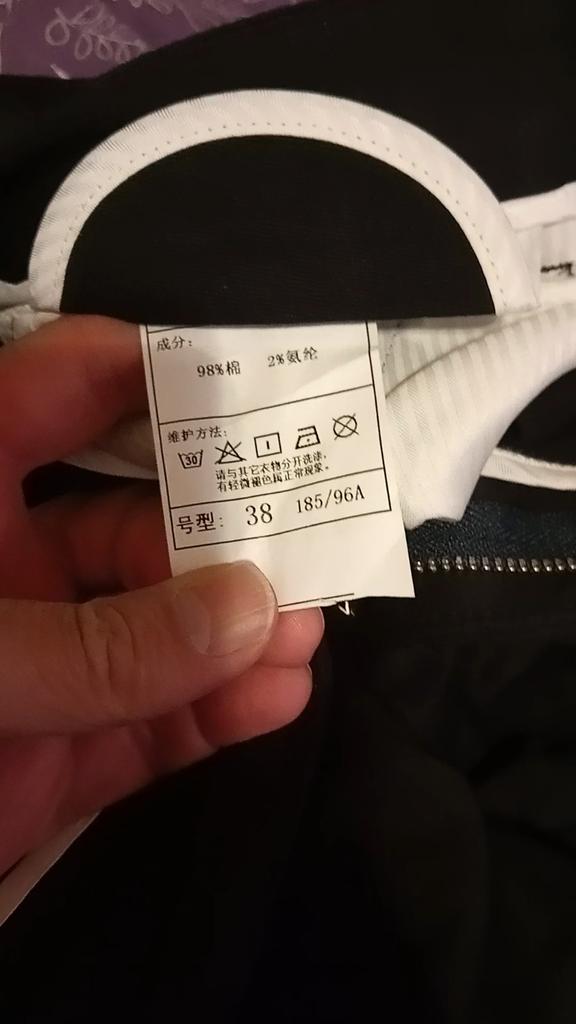 成分:
98%棉 2%氨纶
维护方法:
30
请与其它衣物分开洗涤,
有轻微褪色属正常现象。
号型: 38 185/96A